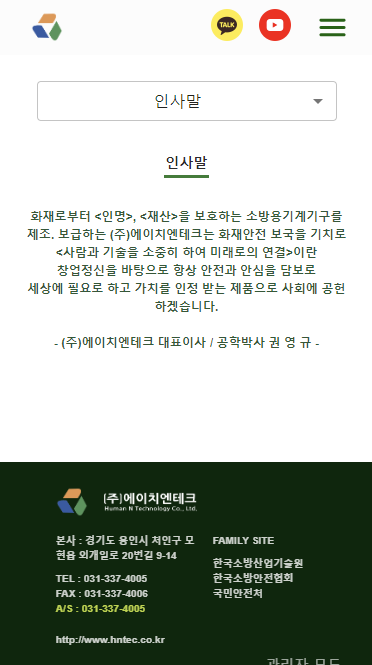 TALK
인사말
인사말
화재로부터 <인명>, <재산>을 보호하는 소방용기계기구를
제조. 보급하는 (주)에이치엔테크는 화재안전 보국을 기치로
<사람과 기술을 소중히 하여 미래로의 연결>이란
창업정신을 바탕으로 항상 안전과 안심을 담보로
세상에 필요로 하고 가치를 인정 받는 제품으로 사회에 공헌
하겠습니다.
- (주)에이치엔테크 대표이사 / 공학박사 권 영 규 -
(주)에이치엔테크
Human N Technology Co., Ltd.
본사 : 경기도 용인시 처인구 모
현읍 외개일로 20번길 9-14
TEL : 031-337-4005
FAX : 031-337-4006
A/S : 031-337-4005
http://www.hntec.co.kr
FAMILY SITE
한국소방산업기술원
한국소방안전협회
국민안전처
관리자 모드